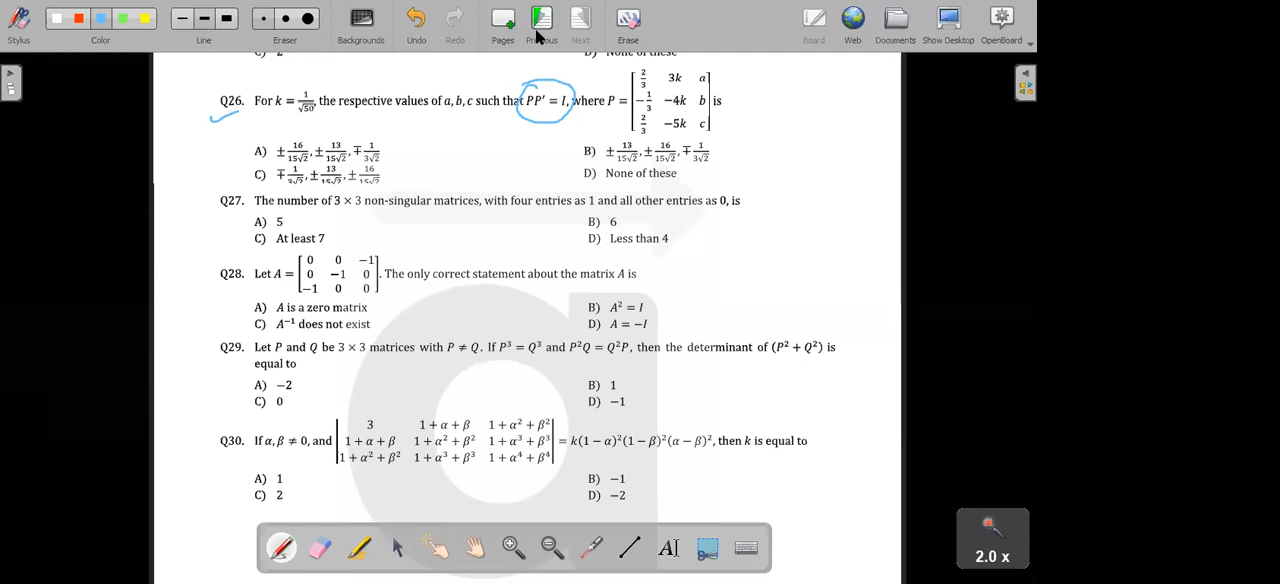 Stylus Color Line Eraser Backgrounds Undo Redo Pages Previous Next Erase Board Web Documents Show Desktop OpenBoard
D) None of these
Q26. For k = 1/√50, the respective values of a, b, c such that PP′ = I, where P = [2/3 3k a; −1/3 −4k b; 2/3 −5k c] is
A) ±16/15√2, ±13/15√2, ∓1/3√2 B) ±13/15√2, ±16/15√2, ∓1/3√2
C) ∓1/3√2, ±13/15√2, ±16/15√2 D) None of these
Q27. The number of 3 × 3 non-singular matrices, with four entries as 1 and all other entries as 0, is
A) 5 B) 6
C) At least 7 D) Less than 4
Q28. Let A = [0 0 −1; 0 −1 0; −1 0 0]. The only correct statement about the matrix A is
A) A is a zero matrix B) A² = I
C) A⁻¹ does not exist D) A = −I
Q29. Let P and Q be 3 × 3 matrices with P ≠ Q. If P³ = Q³ and P²Q = Q²P, then the determinant of (P² + Q²) is
equal to
A) −2 B) 1
C) 0 D) −1
Q30. If α, β ≠ 0, and |3 1 + α + β 1 + α² + β²; 1 + α + β 1 + α² + β² 1 + α³ + β³; 1 + α² + β² 1 + α³ + β³ 1 + α⁴ + β⁴| = k(1 − α)²(1 − β)²(α − β)², then k is equal to
A) 1 B) −1
C) 2 D) −2
2.0 x